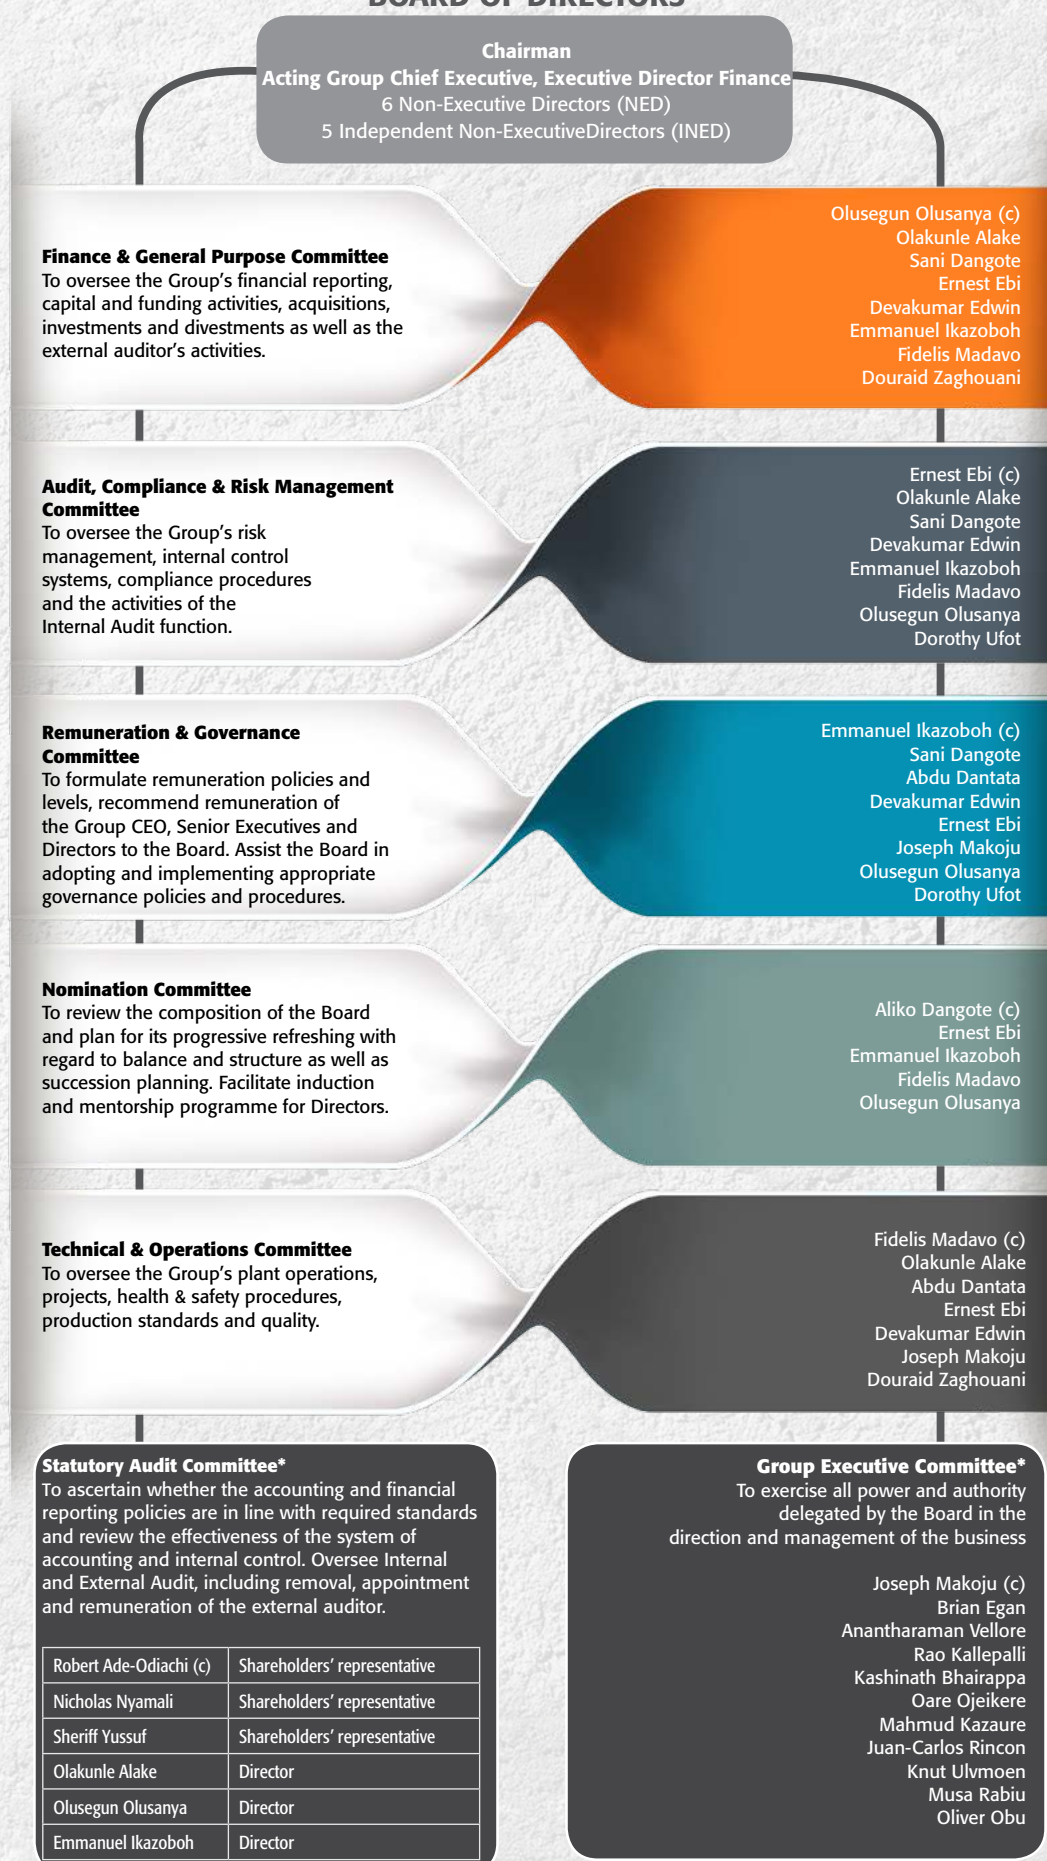 BOARD OF DIRECTORS
Chairman
Acting Group Chief Executive, Executive Director Finance
6 Non-Executive Directors (NED)
5 Independent Non-ExecutiveDirectors (INED)
Finance & General Purpose Committee
To oversee the Group's financial reporting,
capital and funding activities, acquisitions,
investments and divestments as well as the
external auditor's activities.
Olusegun Olusanya (c)
Olakunle Alake
Sani Dangote
Ernest Ebi
Devakumar Edwin
Emmanuel Ikazoboh
Fidelis Madavo
Douraid Zaghouani
Audit, Compliance & Risk Management
Committee
To oversee the Group's risk
management, internal control
systems, compliance procedures
and the activities of the
Internal Audit function.
Ernest Ebi (c)
Olakunle Alake
Sani Dangote
Devakumar Edwin
Emmanuel Ikazoboh
Fidelis Madavo
Olusegun Olusanya
Dorothy Ufot
Remuneration & Governance
Committee
To formulate remuneration policies and
levels, recommend remuneration of
the Group CEO, Senior Executives and
Directors to the Board. Assist the Board in
adopting and implementing appropriate
governance policies and procedures.
Emmanuel Ikazoboh (c)
Sani Dangote
Abdu Dantata
Devakumar Edwin
Ernest Ebi
Joseph Makoju
Olusegun Olusanya
Dorothy Ufot
Nomination Committee
To review the composition of the Board
and plan for its progressive refreshing with
regard to balance and structure as well as
succession planning. Facilitate induction
and mentorship programme for Directors.
Aliko Dangote (c)
Ernest Ebi
Emmanuel Ikazoboh
Fidelis Madavo
Olusegun Olusanya
Technical & Operations Committee
To oversee the Group's plant operations,
projects, health & safety procedures,
production standards and quality.
Fidelis Madavo (c)
Olakunle Alake
Abdu Dantata
Ernest Ebi
Devakumar Edwin
Joseph Makoju
Douraid Zaghouani
Statutory Audit Committee*
To ascertain whether the accounting and financial
reporting policies are in line with required standards
and review the effectiveness of the system of
accounting and internal control. Oversee Internal
and External Audit, including removal, appointment
and remuneration of the external auditor.
Robert Ade-Odiachi (c) Shareholders' representative
Nicholas Nyamali Shareholders' representative
Sheriff Yussuf Shareholders' representative
Olakunle Alake Director
Olusegun Olusanya Director
Emmanuel Ikazoboh Director
Group Executive Committee*
To exercise all power and authority
delegated by the Board in the
direction and management of the business
Joseph Makoju (c)
Brian Egan
Anantharaman Vellore
Rao Kallepalli
Kashinath Bhairappa
Oare Ojeikere
Mahmud Kazaure
Juan-Carlos Rincon
Knut Ulvmoen
Musa Rabiu
Oliver Obu